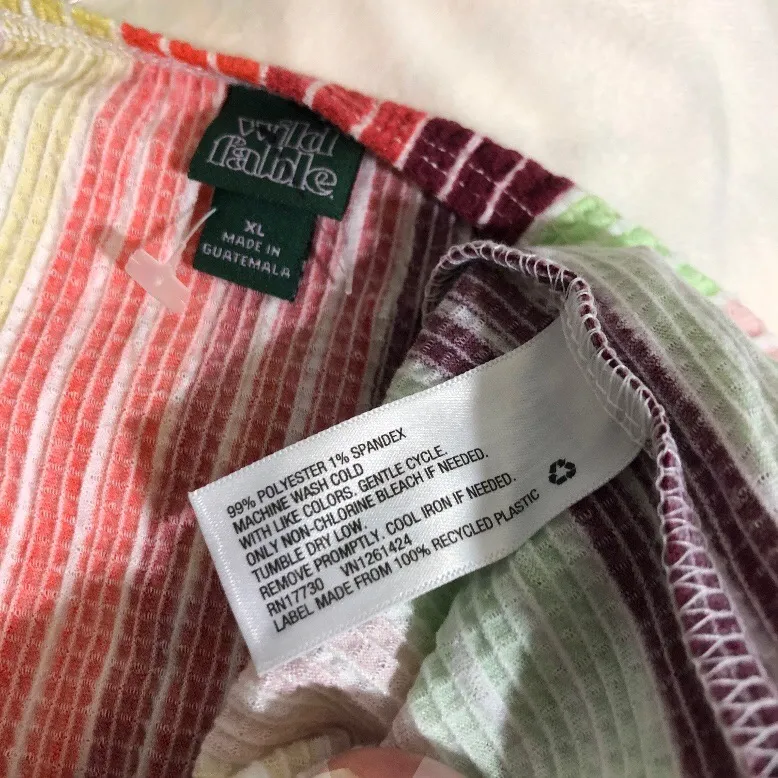 wild
fable
XL
MADE IN
GUATEMALA
99% POLYESTER 1% SPANDEX
MACHINE WASH COLD
WITH LIKE COLORS. GENTLE CYCLE.
ONLY NON-CHLORINE BLEACH IF NEEDED.
TUMBLE DRY LOW.
REMOVE PROMPTLY. COOL IRON IF NEEDED.
RN17730 VN1261424
LABEL MADE FROM 100% RECYCLED PLASTIC